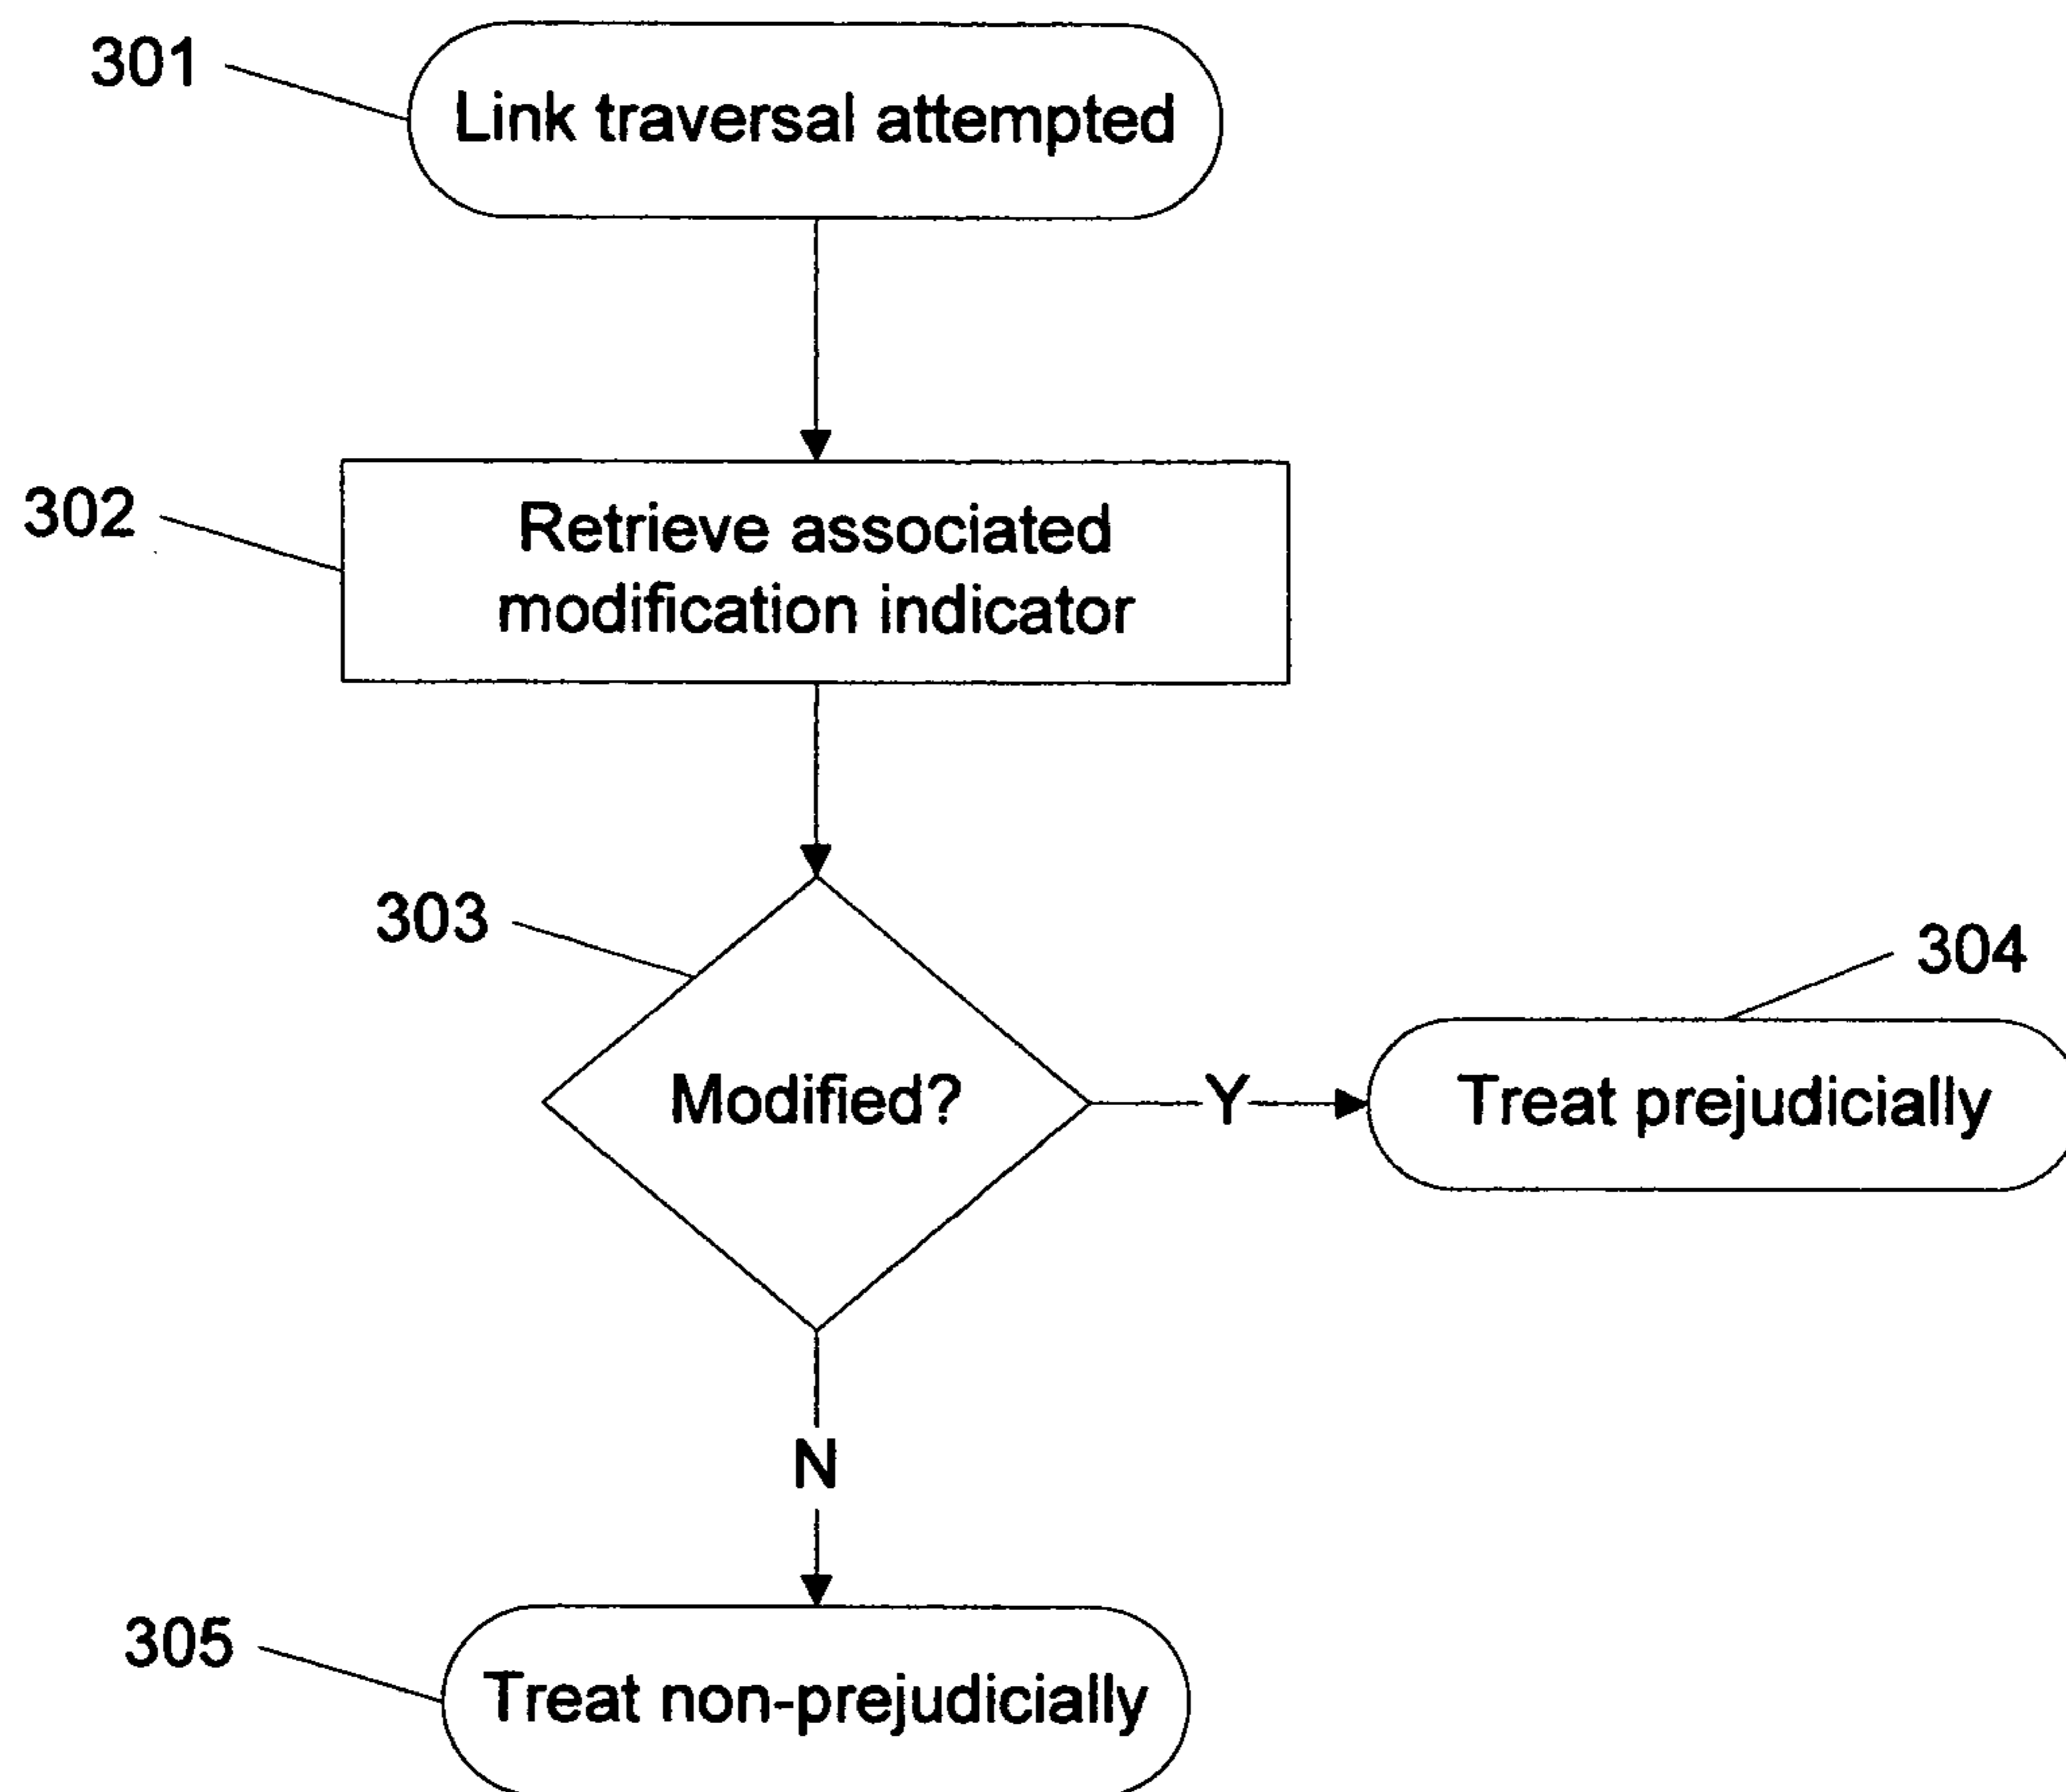 301
Link traversal attempted
302
Retrieve associated
modification indicator
303
Modified?
Y
304
Treat prejudicially
N
305
Treat non-prejudicially